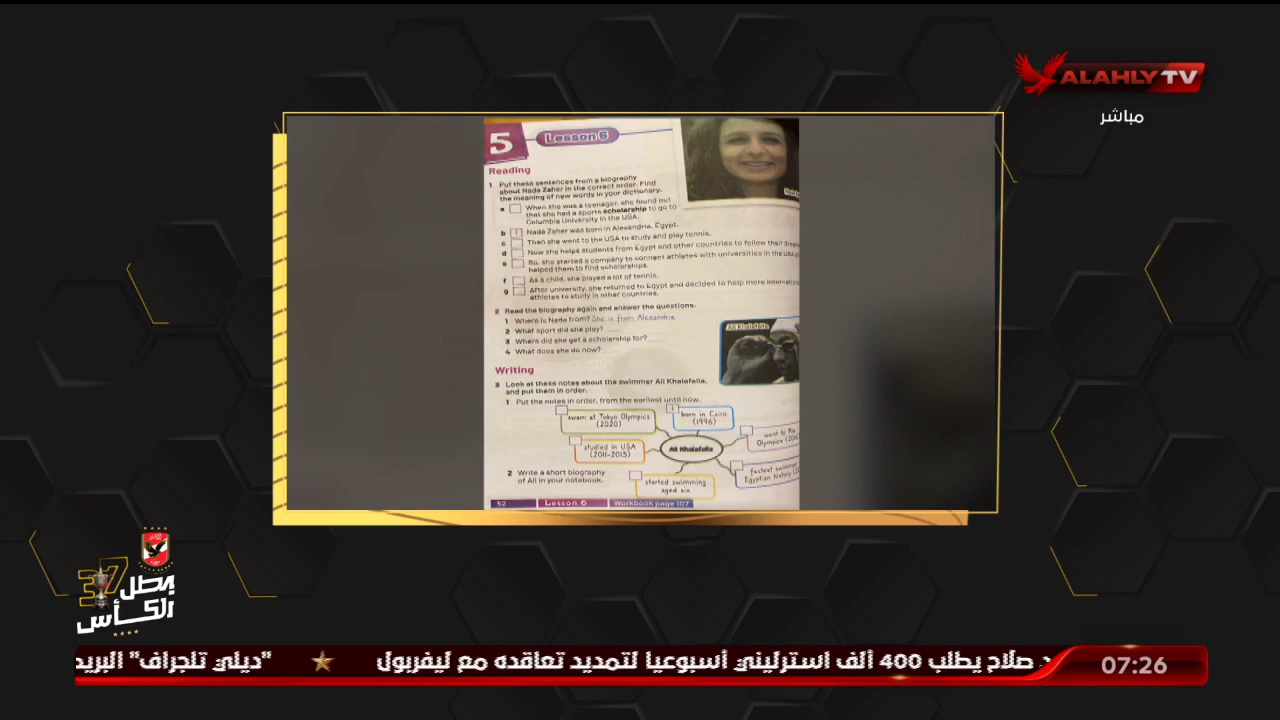 ALAHLY TV
مباشر
5
Lesson 6
Reading
1 Put these sentences from a biography
about Nada Zaher in the correct order. Find
the meaning of new words in your dictionary.
a When she was a teenager, she found out
that she had a sports scholarship to go to
Columbia University in the USA.
b 1 Nada Zaher was born in Alexandria, Egypt.
c Then she went to the USA to study and play tennis.
d Now she helps students from Egypt and other countries to follow their
e So, she started a company to connect athletes with universities in the USA
helped them to find scholarships.
f As a child, she played a lot of tennis.
g After university, she returned to Egypt and decided to help more
athletes to study in other countries.
2 Read the biography again and answer the questions.
1 Where is Nada from? She is from Alexandria.
2 What sport did she play?
3 Where did she get a scholarship for?
4 What does she do now?
Ali Khalafalla
Writing
3 Look at these notes about the swimmer Ali Khalafalla,
and put them in order.
1 Put the notes in order, from the earliest until now.
swam at Tokyo Olympics
(2020)
1
born in Cairo
(1996)
went to Rio
Olympics
studied in USA
(2011-2015)
Ali Khalafalla
fastest swimmer
Egyptian history
started swimming
aged six
2 Write a short biography
of Ali in your notebook.
52 Lesson 6 Workbook page 107
37
بطل
الكأس
صلاح يطلب 400 ألف استرليني أسبوعيا لتمديد تعاقده مع ليفربول
"ديلي تلجراف"
07:26